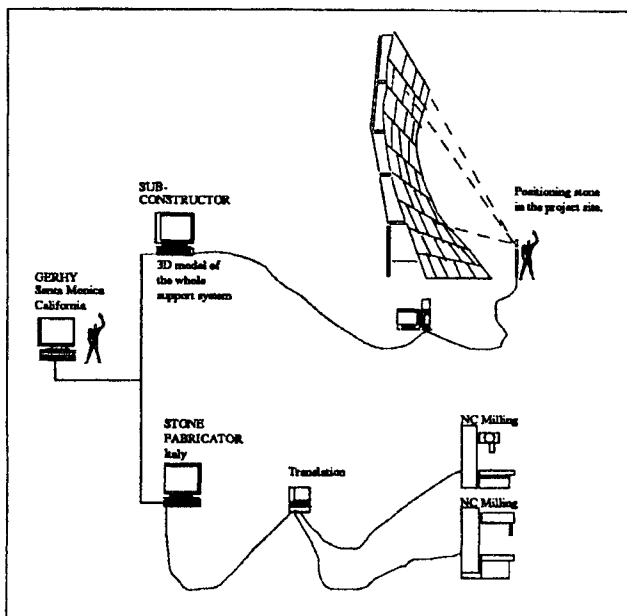 SUB-
CONSTRUCTOR
3D model of
the whole
support system
GERHY
Santa Monica
California
Positioning stone
in the project site.
STONE
FABRICATOR
Italy
Translation
NC Milling
NC Milling